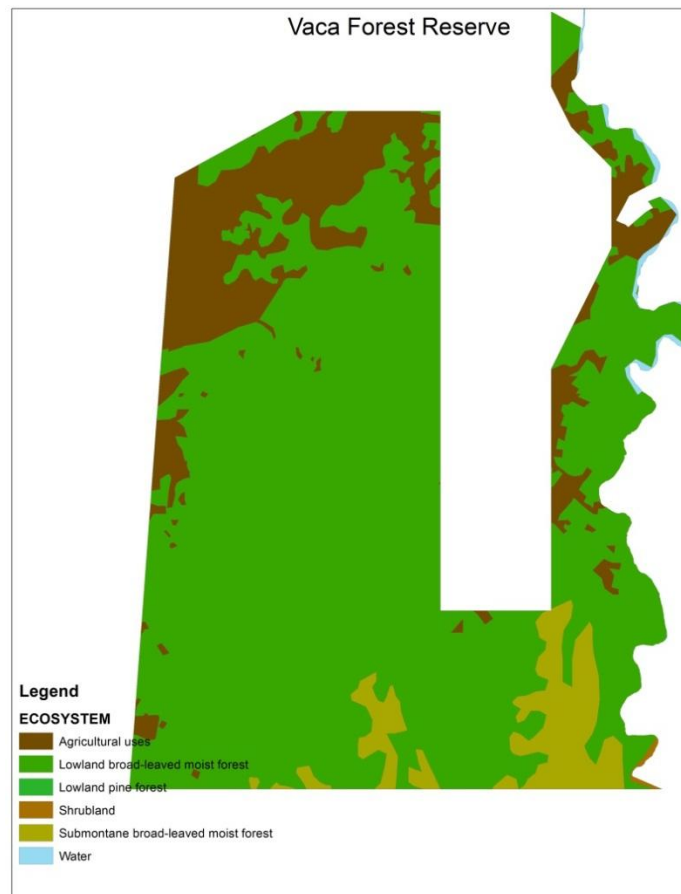 Vaca Forest Reserve
Legend
ECOSYSTEM
Agricultural uses
Lowland broad-leaved moist forest
Lowland pine forest
Shrubland
Submontane broad-leaved moist forest
Water